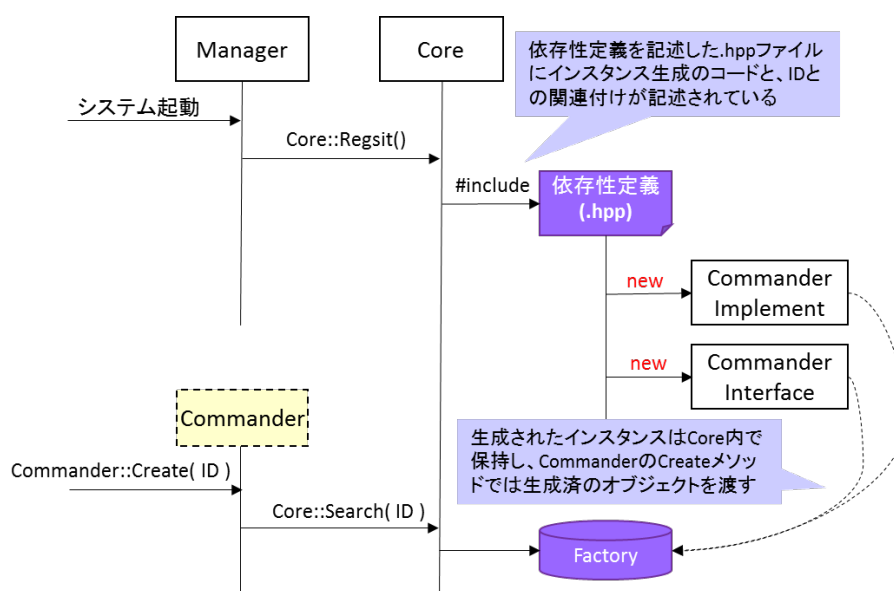 Manager
Core
依存性定義を記述した.hppファイル
にインスタンス生成のコードと、IDと
の関連付けが記述されている
システム起動
Core::Regsit()
#include
依存性定義
(.hpp)
new
Commander
Implement
new
Commander
Interface
Commander
生成されたインスタンスはCore内で
保持し、CommanderのCreateメソッ
ドでは生成済のオブジェクトを渡す
Commander::Create( ID )
Core::Search( ID )
Factory